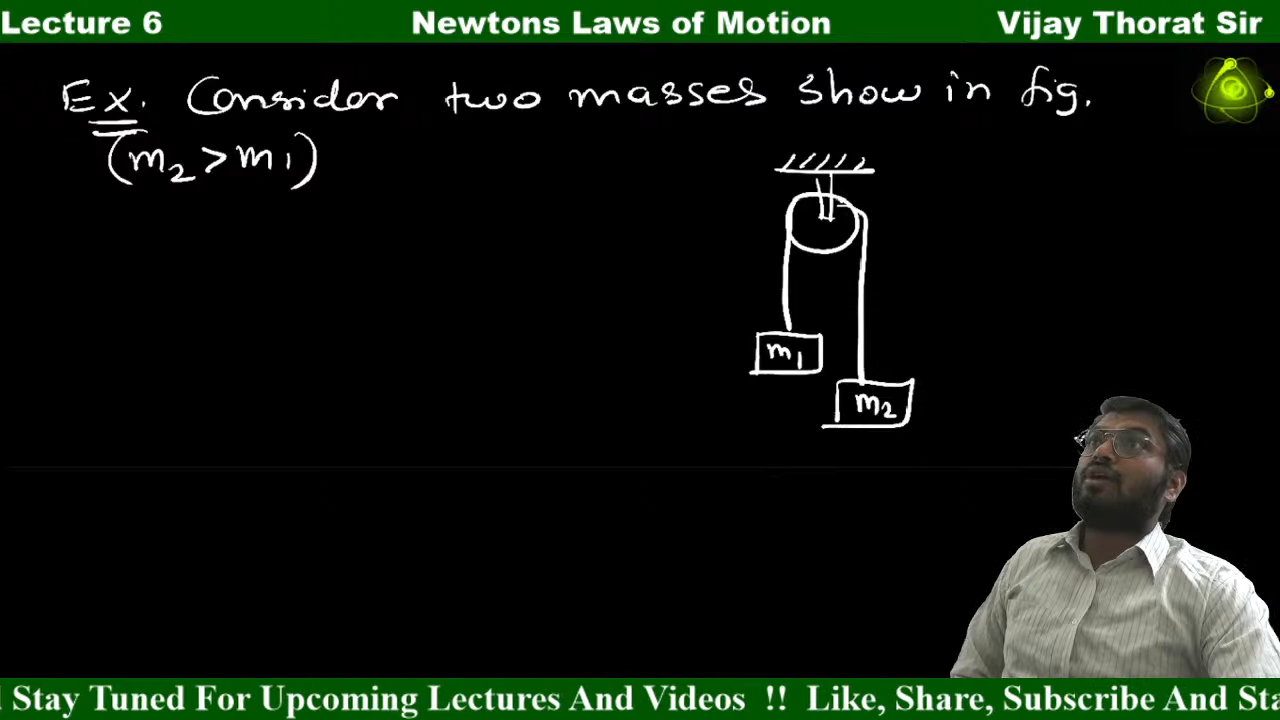 Lecture 6 Newtons Laws of Motion Vijay Thorat Sir
Ex. Consider two masses show in fig.
(m₂ > m₁)
m₁
m₂
Stay Tuned For Upcoming Lectures And Videos !! Like, Share, Subscribe And Sta